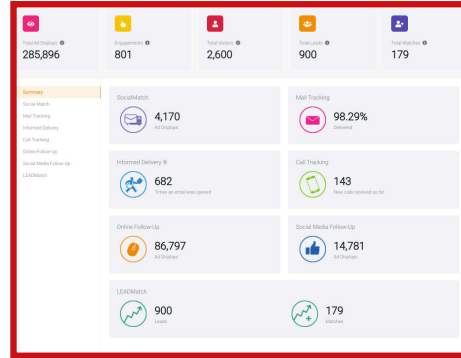 Total Ad Displays
285,896
Engagements
801
Total Visitors
2,600
Total Leads
900
Total Matches
179
Summary
Social Match
Mail Tracking
Informed Delivery
Call Tracking
Online Follow-Up
Social Media Follow-Up
LEADMatch
SocialMatch
4,170
Ad Displays
Mail Tracking
98.29%
Delivered
Informed Delivery ®
682
Times an email was opened
Call Tracking
143
New calls received so far
Online Follow-Up
86,797
Ad Displays
Social Media Follow-Up
14,781
Ad Displays
LEADMatch
900
Leads
179
Matches